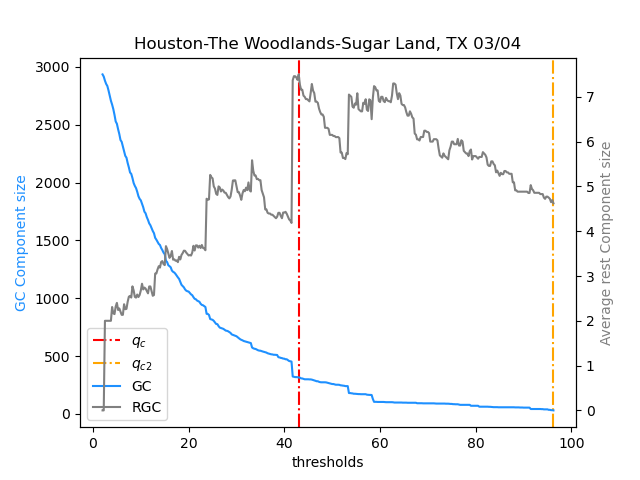 Houston-The Woodlands-Sugar Land, TX 03/04
GC Component size
3000
2500
2000
1500
1000
500
0
q_c
q_c2
GC
RGC
7
6
5
4
3
2
1
0
Average rest Component size
0 20 40 60 80 100
thresholds